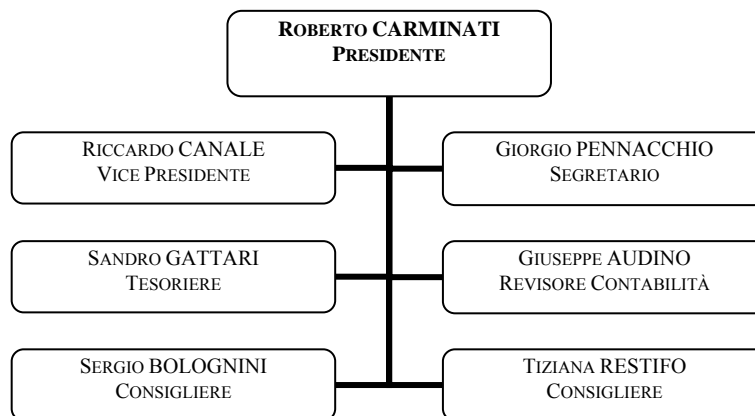 Roberto CARMINATI
Presidente
Riccardo CANALE
Vice Presidente
Giorgio PENNACCHIO
Segretario
Sandro GATTARI
Tesoriere
Giuseppe AUDINO
Revisore Contabilità
Sergio BOLOGNINI
Consigliere
Tiziana RESTIFO
Consigliere